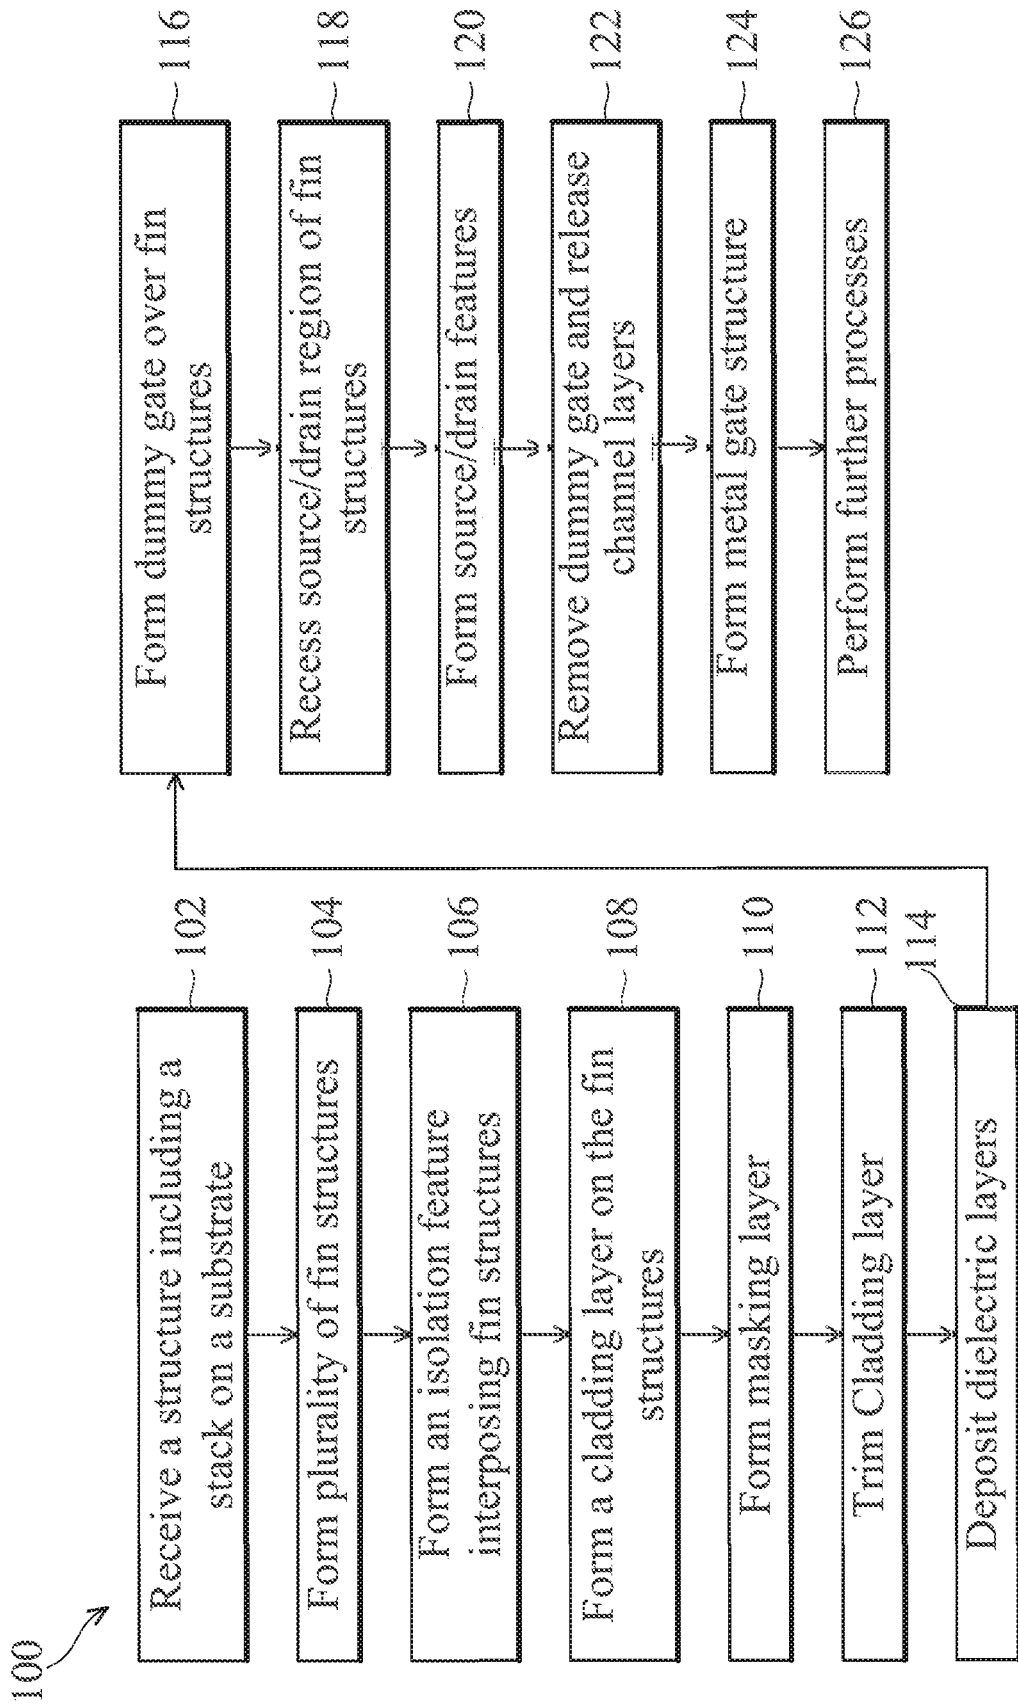 100
Receive a structure including a
stack on a substrate
102
Form plurality of fin structures
104
Form an isolation feature
interposing fin structures
106
Form a cladding layer on the fin
structures
108
Form masking layer
110
Trim Cladding layer
112
Deposit dielectric layers
114
Form dummy gate over fin
structures
116
Recess source/drain region of fin
structures
118
Form source/drain features
120
Remove dummy gate and release
channel layers
122
Form metal gate structure
124
Perform further processes
126